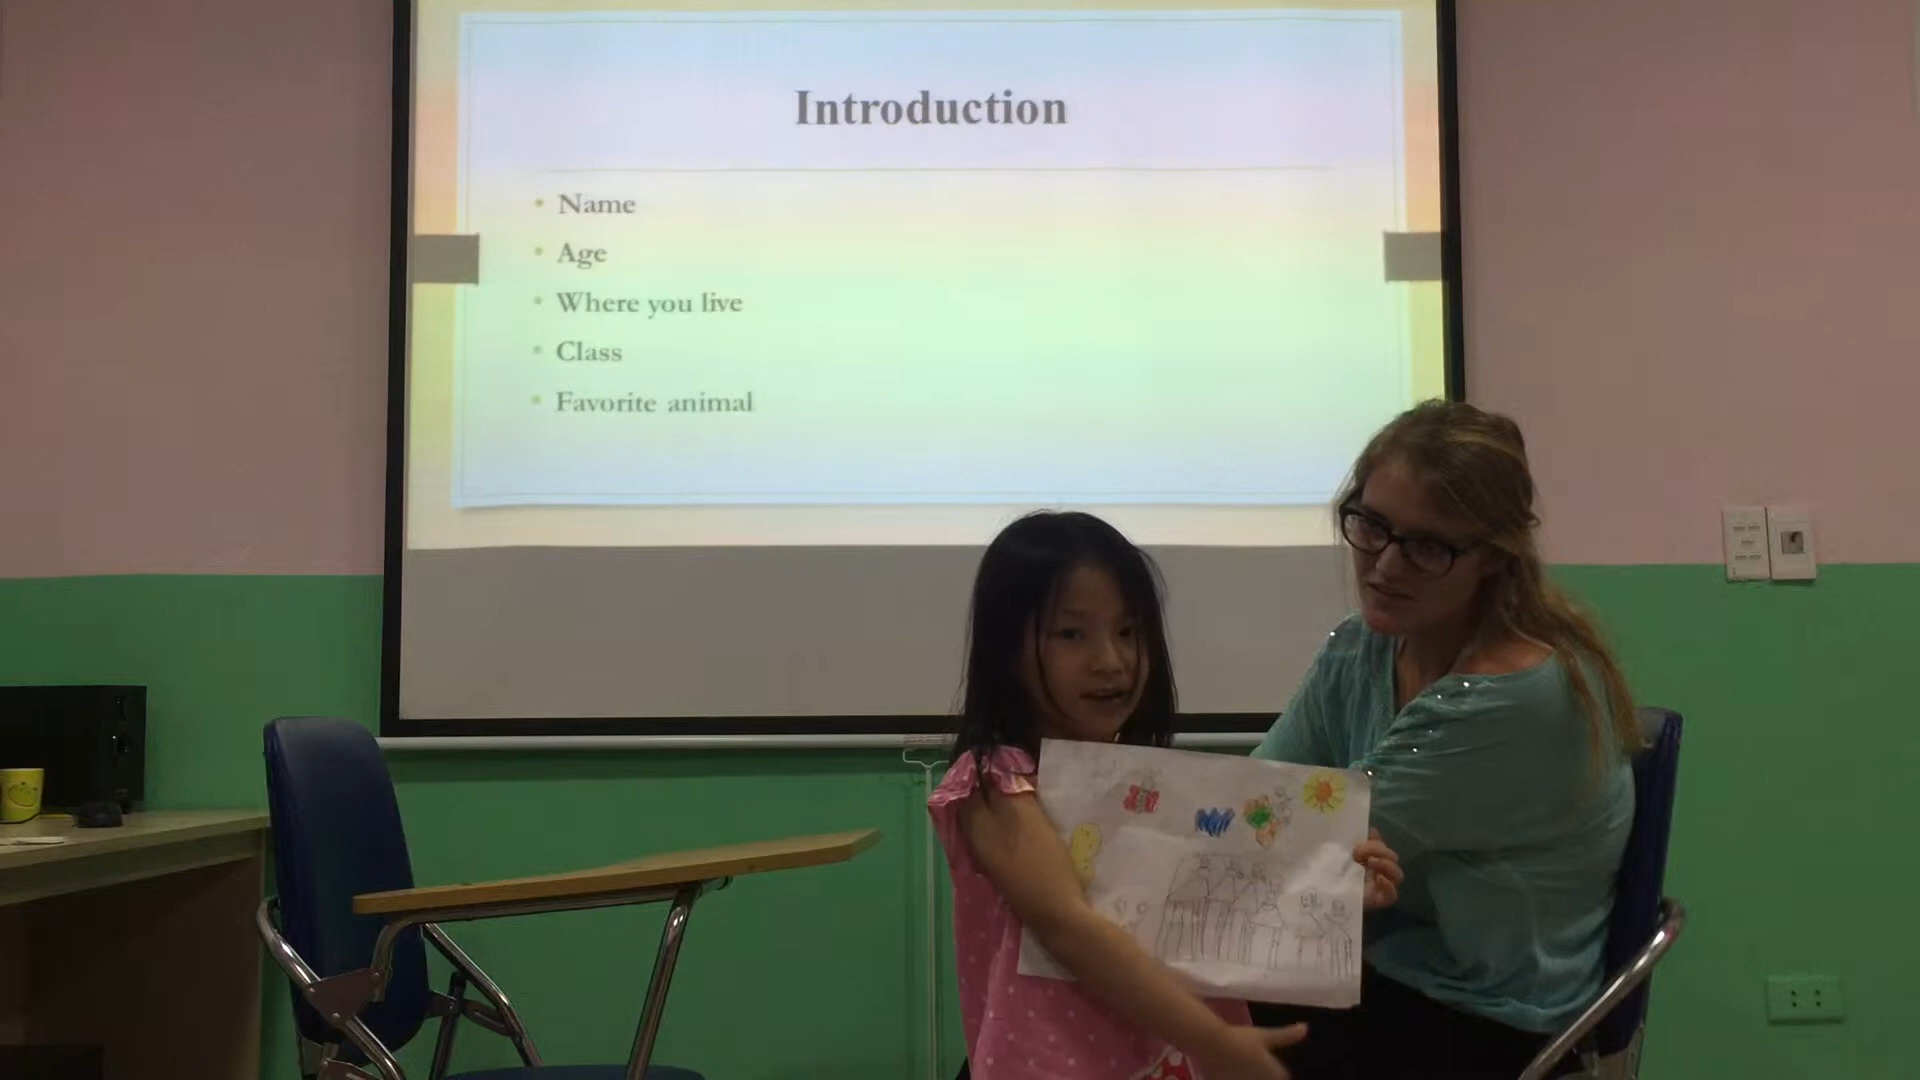 Introduction
• Name
• Age
• Where you live
• Class
• Favorite animal